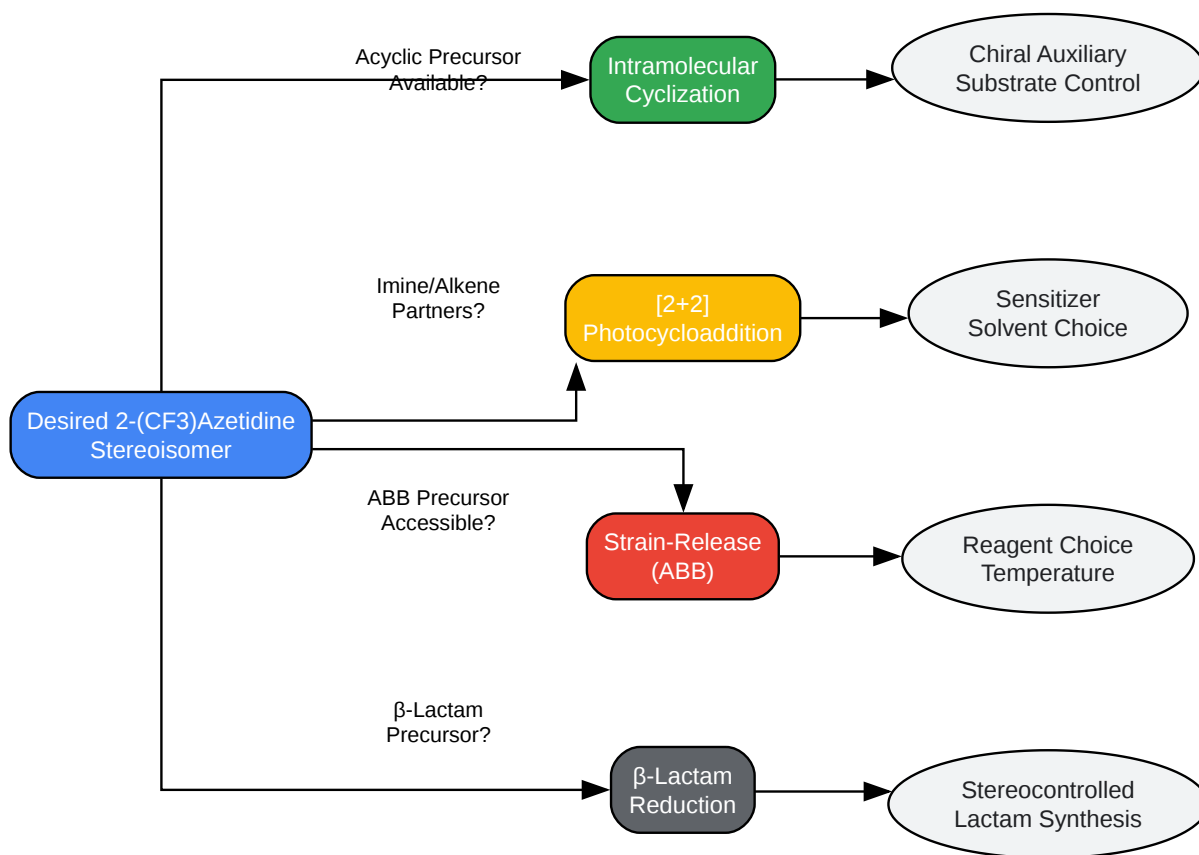 Acyclic Precursor
Available?
Intramolecular
Cyclization
Chiral Auxiliary
Substrate Control
Imine/Alkene
Partners?
[2+2]
Photocycloaddition
Sensitizer
Solvent Choice
Desired 2-(CF3)Azetidine
Stereoisomer
ABB Precursor
Accessible?
Strain-Release
(ABB)
Reagent Choice
Temperature
β-Lactam
Precursor?
β-Lactam
Reduction
Stereocontrolled
Lactam Synthesis